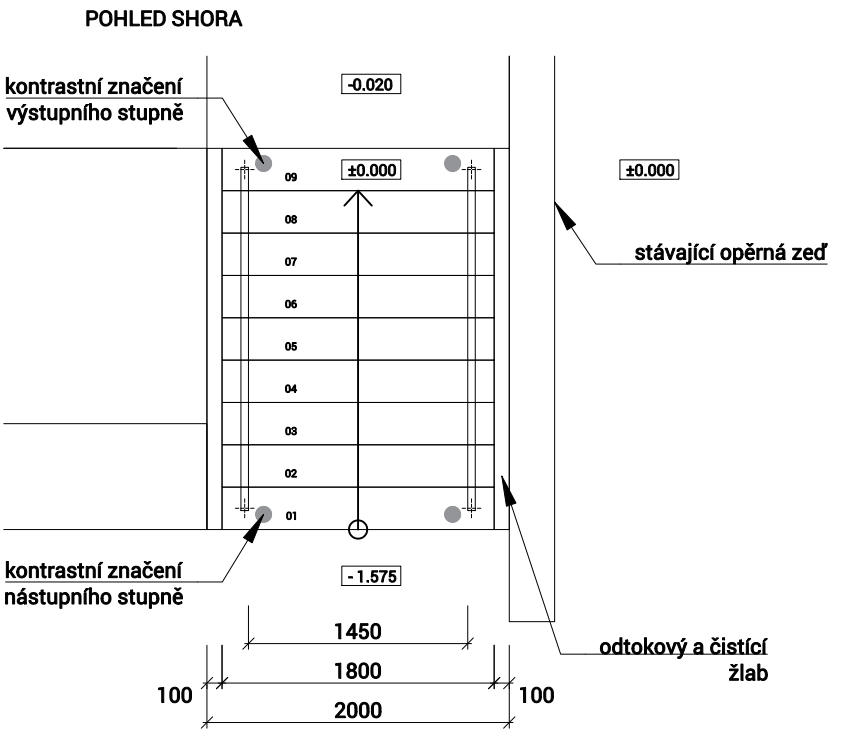 POHLED SHORA
kontrastní značení
výstupního stupně
-0.020
±0.000
±0.000
09
08
stávající opěrná zeď
07
06
05
04
03
02
01
kontrastní značení
nástupního stupně
- 1.575
1450
odtokový a čistící
žlab
1800
100
100
2000